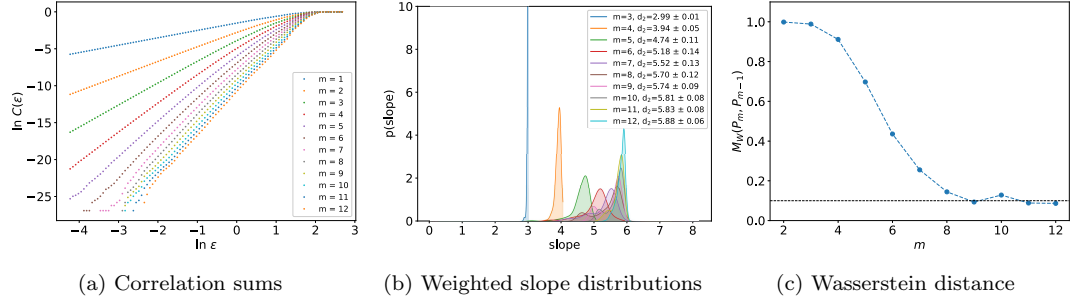 0
−5
−10
−15
−20
−25
ln C(ε)
m = 1
m = 2
m = 3
m = 4
m = 5
m = 6
m = 7
m = 8
m = 9
m = 10
m = 11
m = 12
−4 −3 −2 −1 0 1 2 3
ln ε
(a) Correlation sums
10
8
6
4
2
0
p(slope)
m=3, d₂=2.99 ± 0.01
m=4, d₂=3.94 ± 0.05
m=5, d₂=4.74 ± 0.11
m=6, d₂=5.18 ± 0.14
m=7, d₂=5.52 ± 0.13
m=8, d₂=5.70 ± 0.12
m=9, d₂=5.74 ± 0.09
m=10, d₂=5.81 ± 0.08
m=11, d₂=5.83 ± 0.08
m=12, d₂=5.88 ± 0.06
0 1 2 3 4 5 6 7 8
slope
(b) Weighted slope distributions
1.0
0.8
0.6
0.4
0.2
0.0
M_W(P_m, P_{m−1})
2 4 6 8 10 12
m
(c) Wasserstein distance